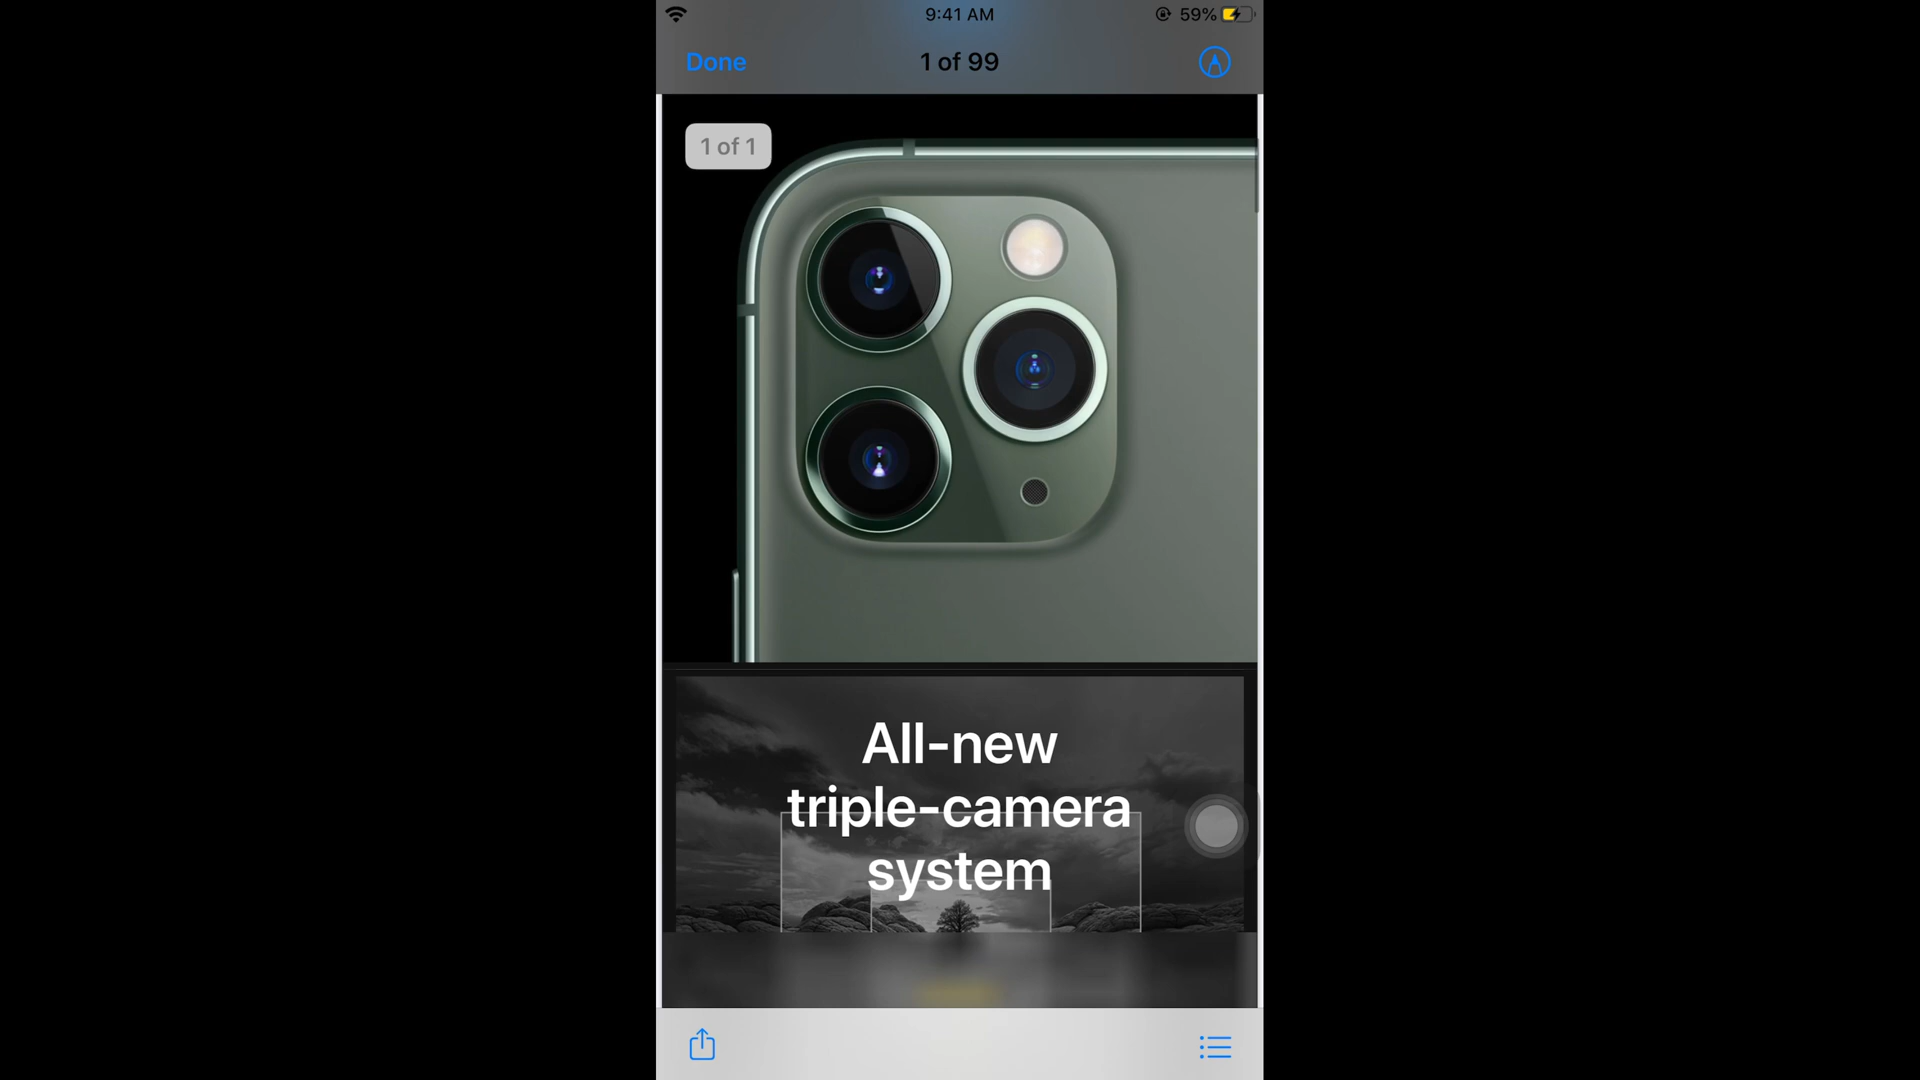 9:41 AM
59%
Done
1 of 99
1 of 1
All-new
triple-camera
system